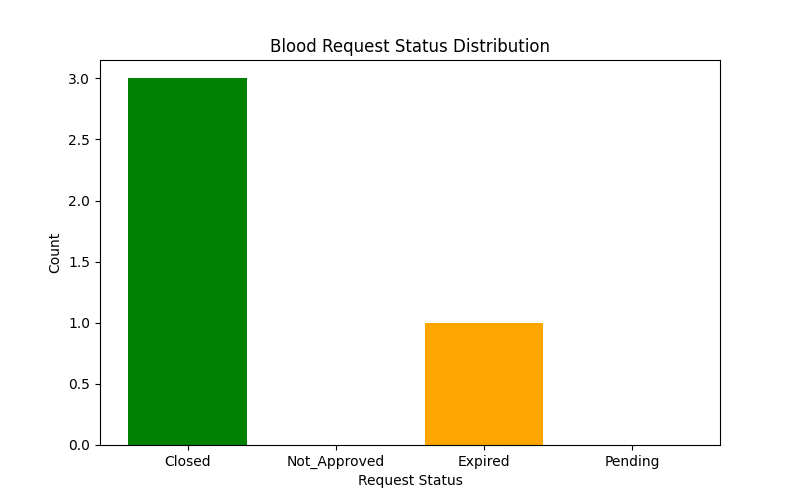 Blood Request Status Distribution
3.0
2.5
2.0
1.5
1.0
0.5
0.0
Count
Closed
Not_Approved
Expired
Pending
Request Status